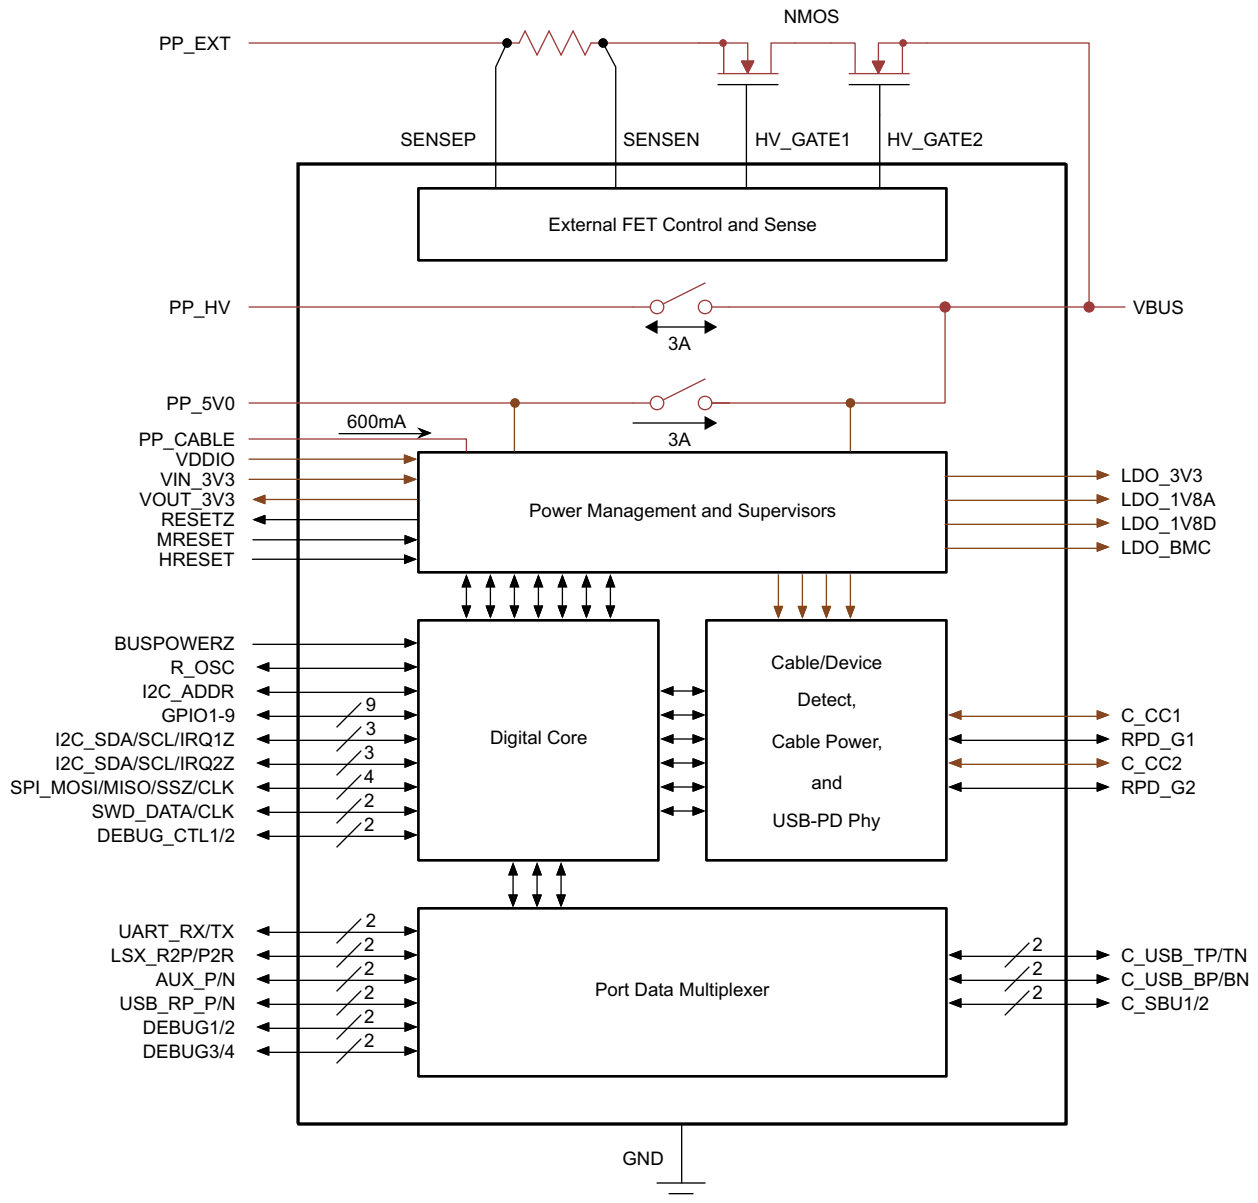 NMOS
PP_EXT
SENSEP
SENSEN
HV_GATE1
HV_GATE2
External FET Control and Sense
PP_HV
3A
VBUS
PP_5V0
3A
600mA
PP_CABLE
VDDIO
VIN_3V3
VOUT_3V3
RESETZ
MRESET
HRESET
Power Management and Supervisors
LDO_3V3
LDO_1V8A
LDO_1V8D
LDO_BMC
BUSPOWERZ
R_OSC
I2C_ADDR
GPIO1-9
9
I2C_SDA/SCL/IRQ1Z
3
I2C_SDA/SCL/IRQ2Z
3
SPI_MOSI/MISO/SSZ/CLK
4
SWD_DATA/CLK
2
DEBUG_CTL1/2
2
Digital Core
Cable/Device
Detect,
Cable Power,
and
USB-PD Phy
C_CC1
RPD_G1
C_CC2
RPD_G2
UART_RX/TX
2
LSX_R2P/P2R
2
AUX_P/N
2
USB_RP_P/N
2
DEBUG1/2
2
DEBUG3/4
2
Port Data Multiplexer
2
C_USB_TP/TN
2
C_USB_BP/BN
2
C_SBU1/2
GND